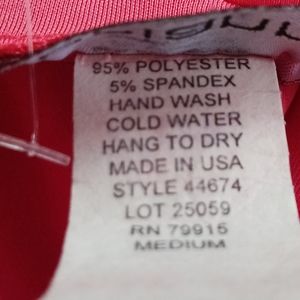 95% POLYESTER
5% SPANDEX
HAND WASH
COLD WATER
HANG TO DRY
MADE IN USA
STYLE 44674
LOT 25059
RN 79915
MEDIUM